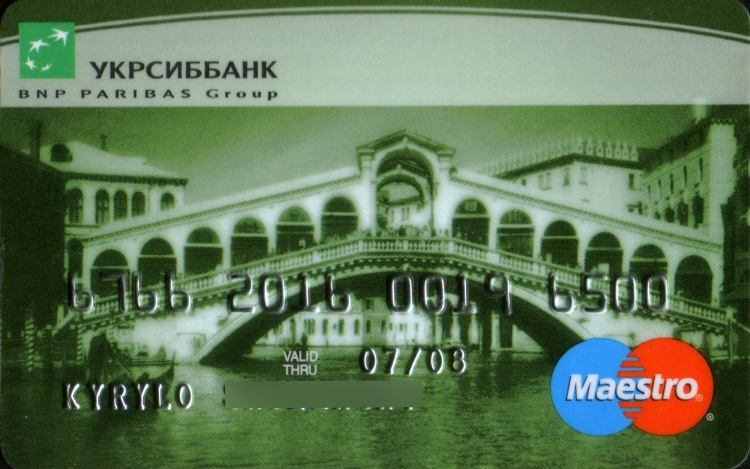 УКРСИББАНК
BNP PARIBAS Group
6766 2016 0019 6500
VALID
THRU 07/08
KYRYLO
Maestro®
®